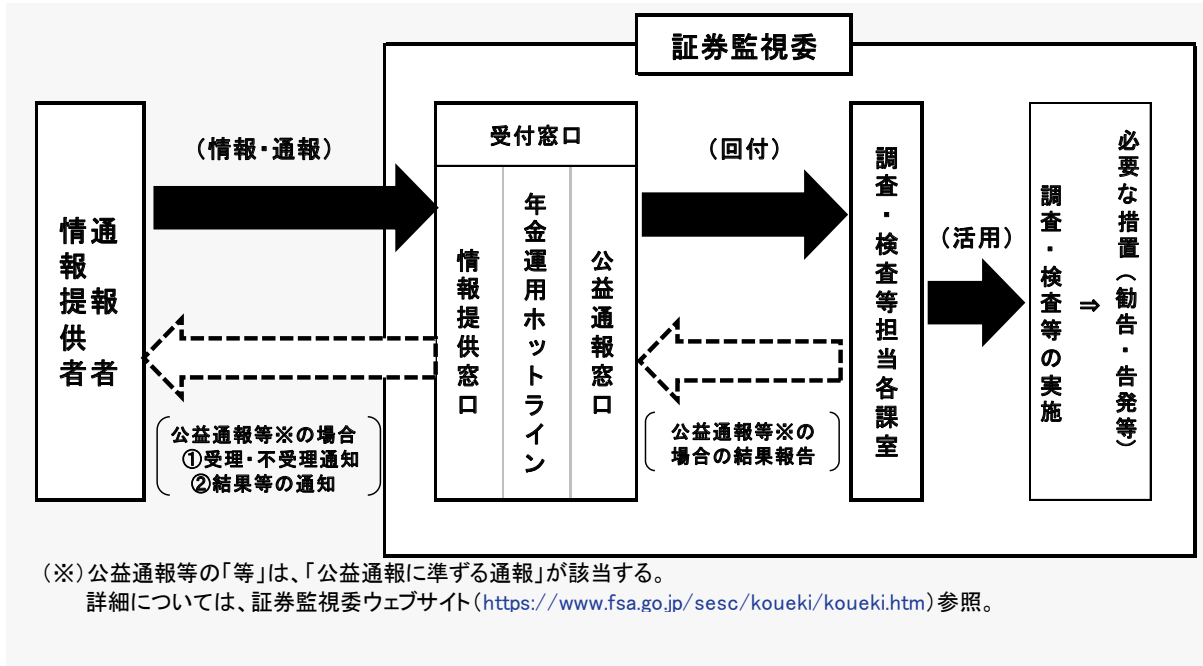 証券監視委
情報提供者
通報者
（情報・通報）
公益通報等※の場合
①受理・不受理通知
②結果等の通知
受付窓口
情報提供窓口
年金運用ホットライン
公益通報窓口
（回付）
公益通報等※の
場合の結果報告
調査・検査等担当各課室
（活用）
調査・検査等の実施
⇒
必要な措置（勧告・告発等）
（※）公益通報等の「等」は、「公益通報に準ずる通報」が該当する。
詳細については、証券監視委ウェブサイト（https://www.fsa.go.jp/sesc/koueki/koueki.htm）参照。